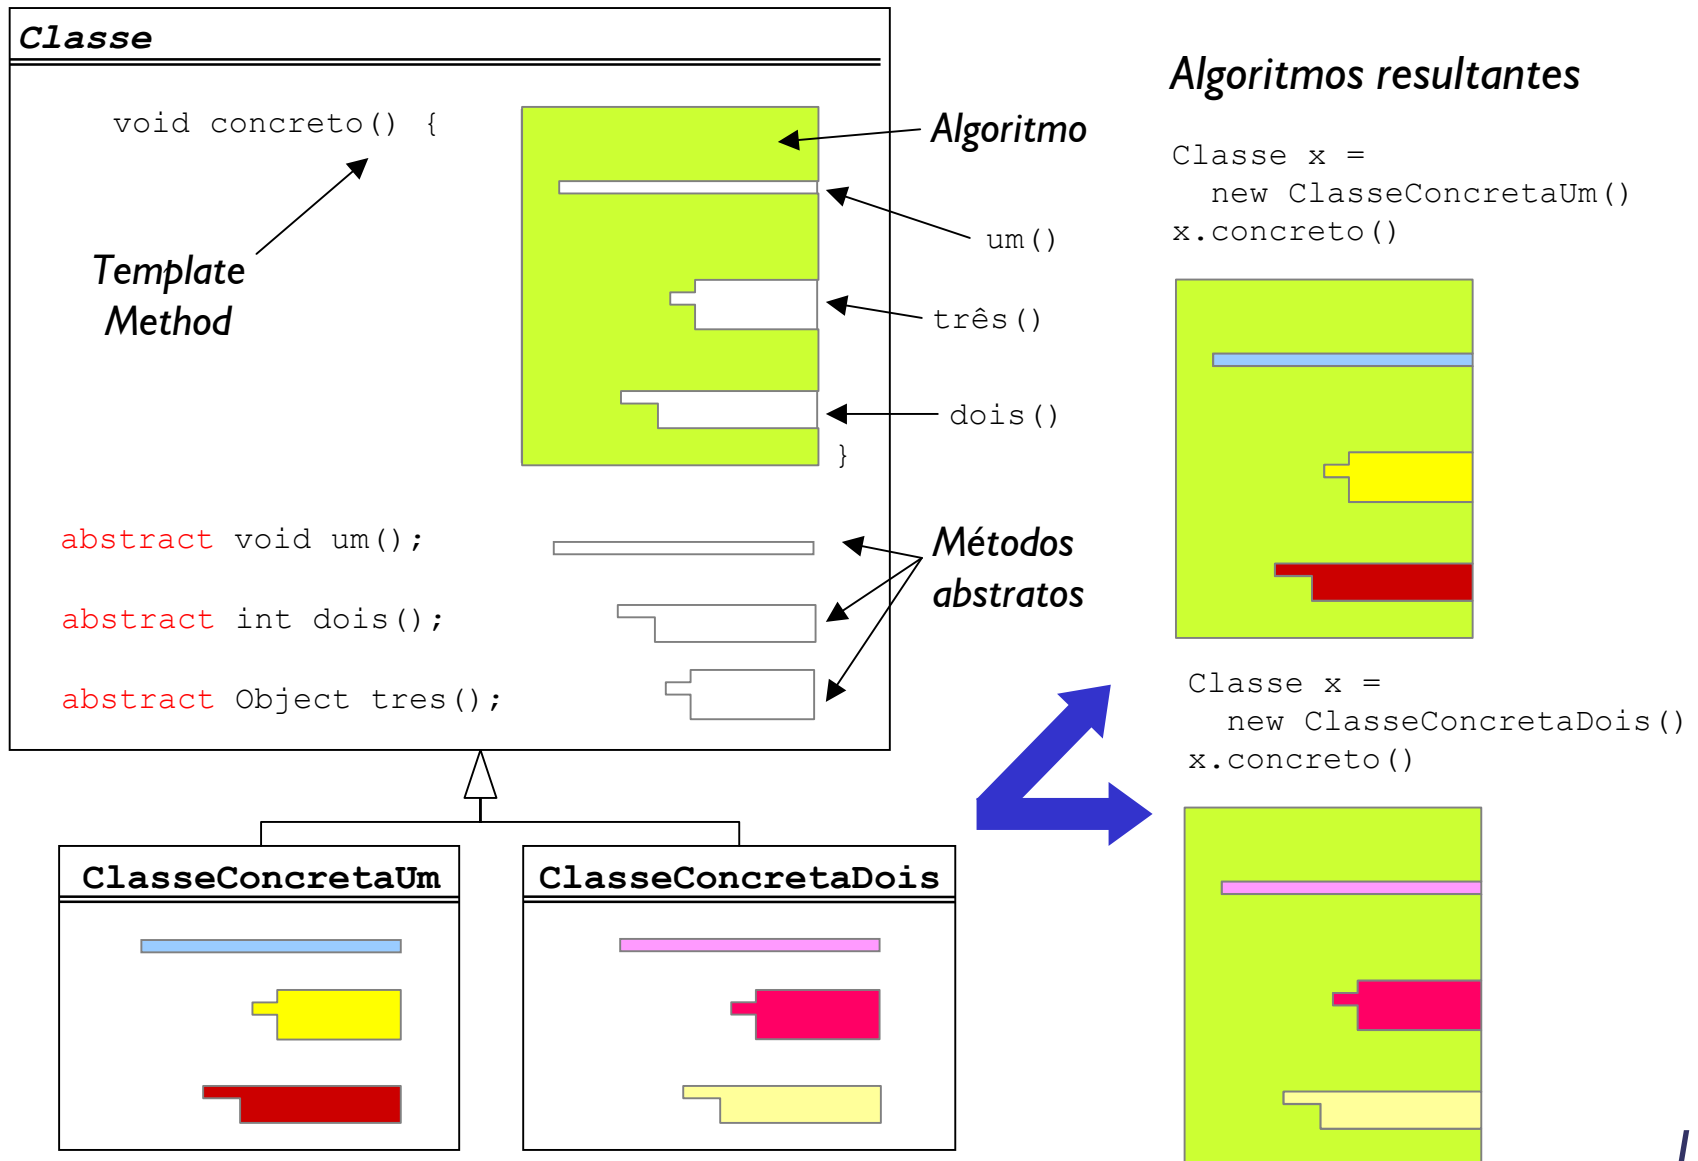 Classe
void concreto() {
Template
Method
Algoritmo
um()
três()
dois()
}
abstract void um();
abstract int dois();
abstract Object tres();
Métodos
abstratos
ClasseConcretaUm
ClasseConcretaDois
Algoritmos resultantes
Classe x =
new ClasseConcretaUm()
x.concreto()
Classe x =
new ClasseConcretaDois()
x.concreto()